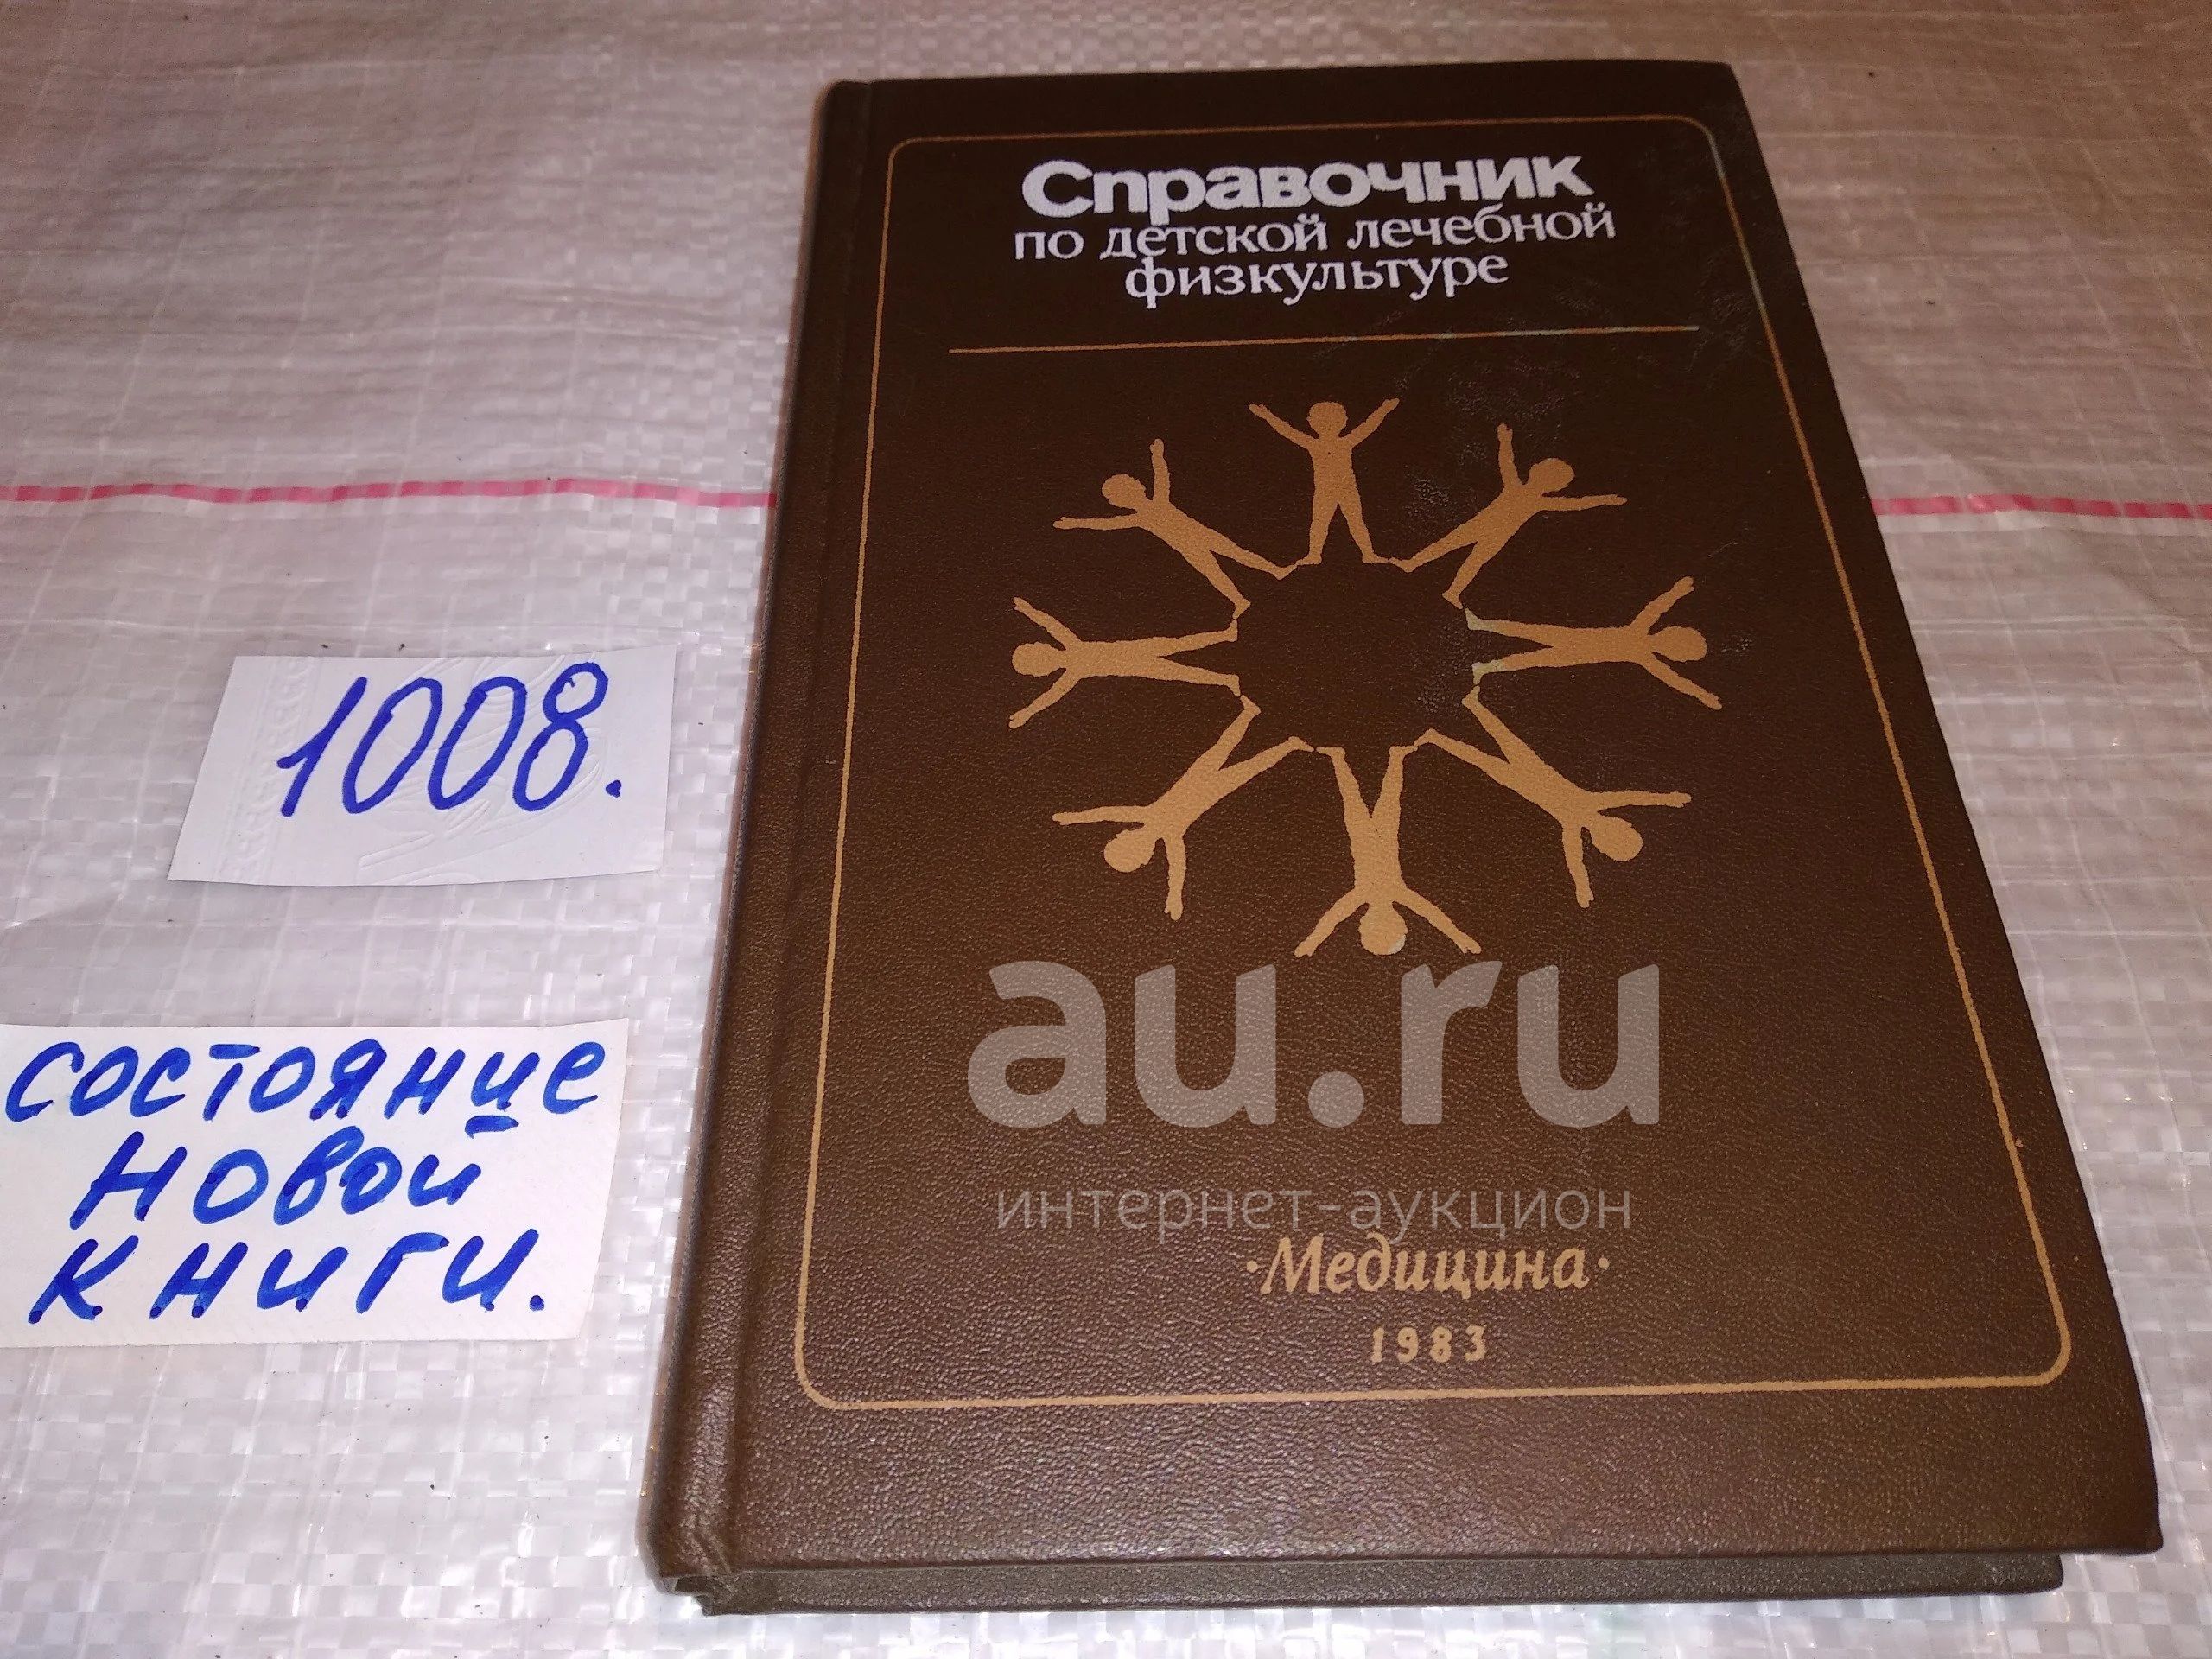 Справочник
по детской лечебной
физкультуре
1008.
состояние
новой
книги.
au.ru
интернет-аукцион
·Медицина·
1983